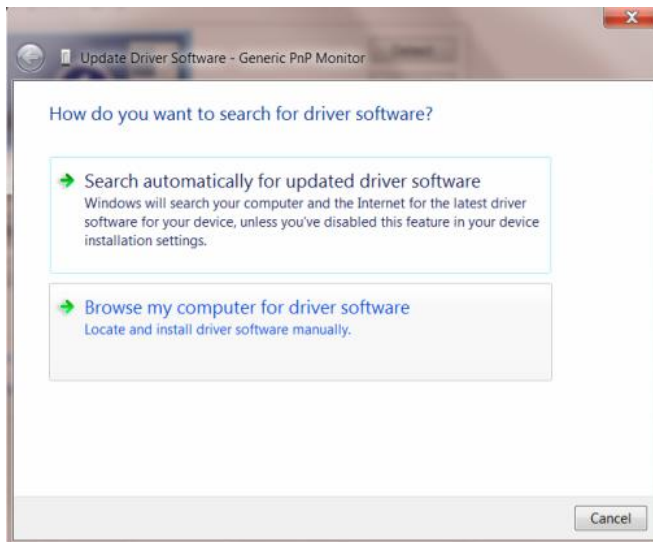 Update Driver Software - Generic PnP Monitor
How do you want to search for driver software?
Search automatically for updated driver software
Windows will search your computer and the Internet for the latest driver
software for your device, unless you've disabled this feature in your device
installation settings.
Browse my computer for driver software
Locate and install driver software manually.
Cancel